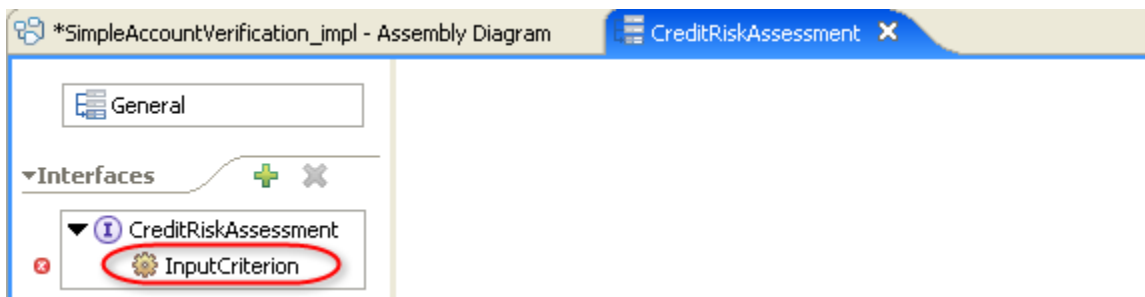 *SimpleAccountVerification_impl - Assembly Diagram
CreditRiskAssessment
General
Interfaces
CreditRiskAssessment
InputCriterion